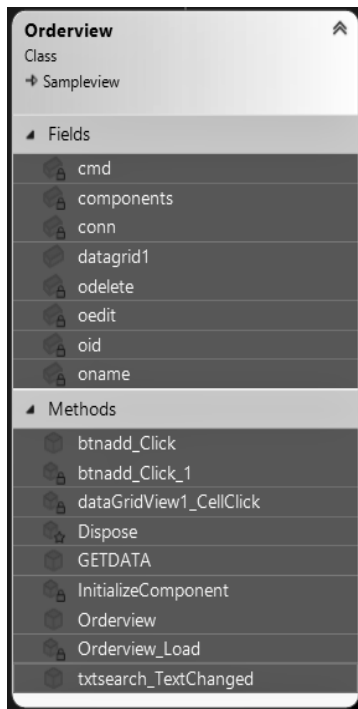 Orderview
Class
Sampleview
Fields
cmd
components
conn
datagrid1
odelete
oedit
oid
oname
Methods
btnadd_Click
btnadd_Click_1
dataGridView1_CellClick
Dispose
GETDATA
InitializeComponent
Orderview
Orderview_Load
txtsearch_TextChanged